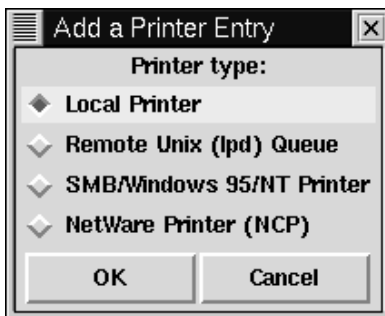 Add a Printer Entry
Printer type:
Local Printer
Remote Unix (lpd) Queue
SMB/Windows 95/NT Printer
NetWare Printer (NCP)
OK Cancel